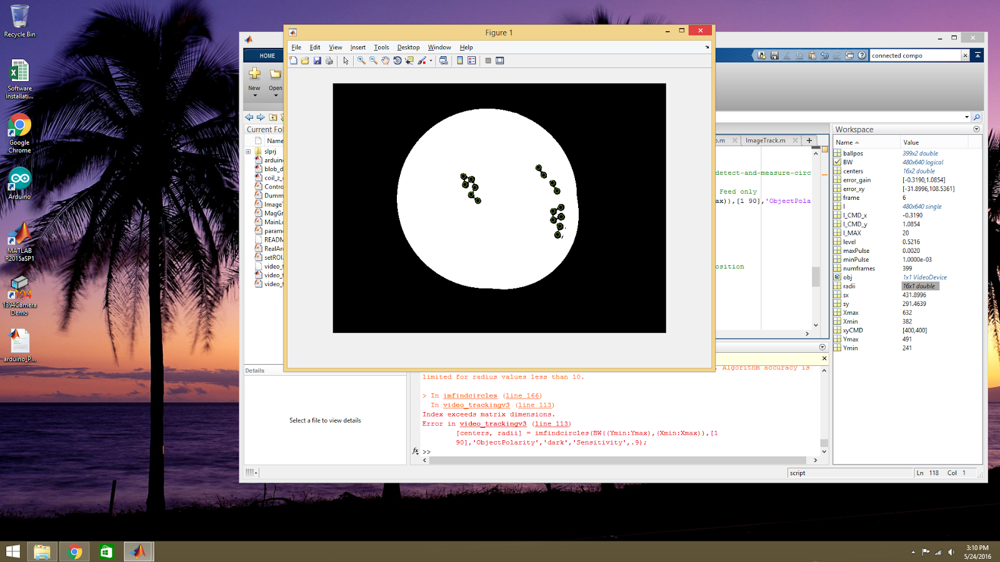 Recycle Bin
Software
Installati...
Google
Chrome
Arduino
MATLAB
R2015aSP1
1394Camera
Demo
arduino_P...
Figure 1
File Edit View Insert Tools Desktop Window Help
HOME
New
Open
connected compo
Current Fol
Name
slprj
arduino
blob_d
coil_z_
Contro
Dumm
ImageT
MagGr
MainLo
param
READM
RealAr
setROI
video_t
video_t
video_t
Details
Select a file to view details
.m
ImageTrack.m
detect-and-measure-circ
Feed only
ax)),[1 90],'ObjectPola
osition
Algorithm accuracy is
limited for radius values less than 10.
> In imfindcircles (line 166)
In video_trackingv3 (line 113)
Index exceeds matrix dimensions.
Error in video_trackingv3 (line 113)
[centers, radii] = imfindcircles(BW((Ymin:Ymax),(Xmin:Xmax)),[1
90],'ObjectPolarity','dark','Sensitivity',.9);
fx >>
Workspace
Name Value
ballpos 399x2 double
BW 480x640 logical
centers 16x2 double
error_gain [-0.3190,1.0854]
error_xy [-31.8996,108.5361]
frame 6
I 480x640 single
I_CMD_x -0.3190
I_CMD_y 1.0854
I_MAX 20
level 0.5216
maxPulse 0.0020
minPulse 1.0000e-03
numframes 399
obj 1x1 VideoDevice
radii 16x1 double
sx 431.8996
sy 291.4639
Xmax 632
Xmin 382
xyCMD [400,400]
Ymax 491
Ymin 241
script
Ln 118 Col 1
3:10 PM
5/24/2016